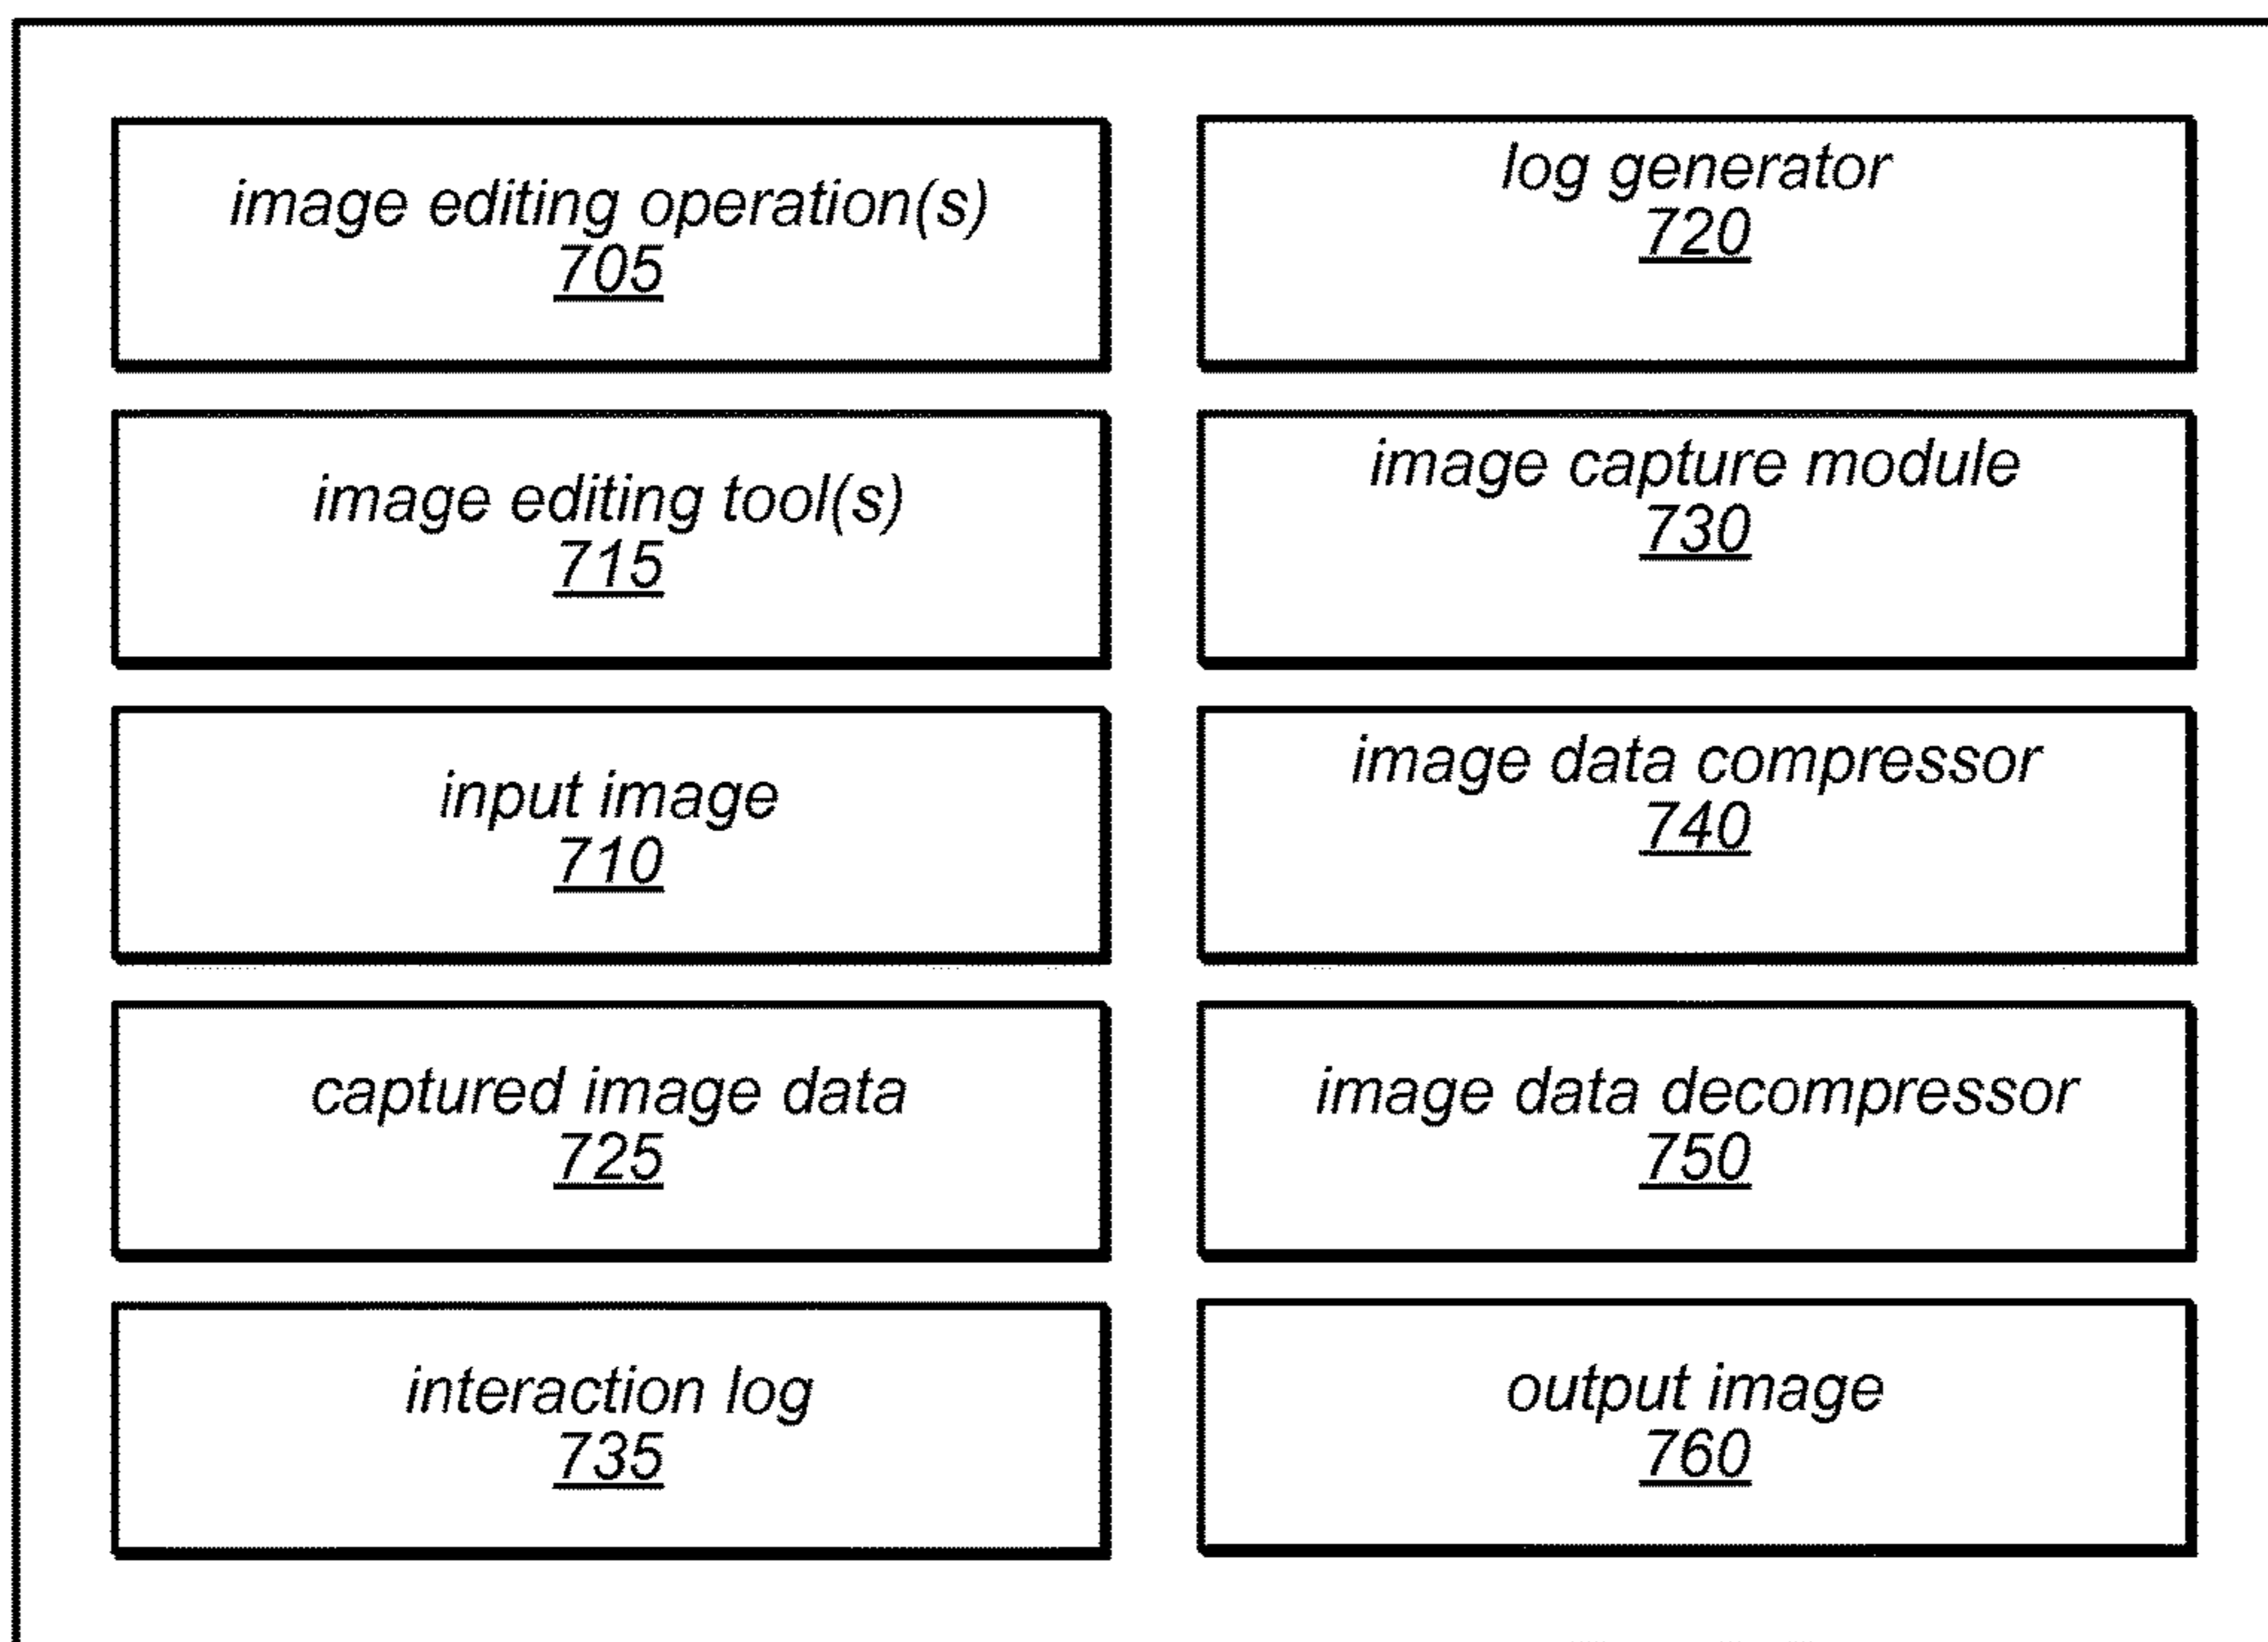 image editing operation(s)
705
log generator
720
image editing tool(s)
715
image capture module
730
input image
710
image data compressor
740
captured image data
725
image data decompressor
750
interaction log
735
output image
760